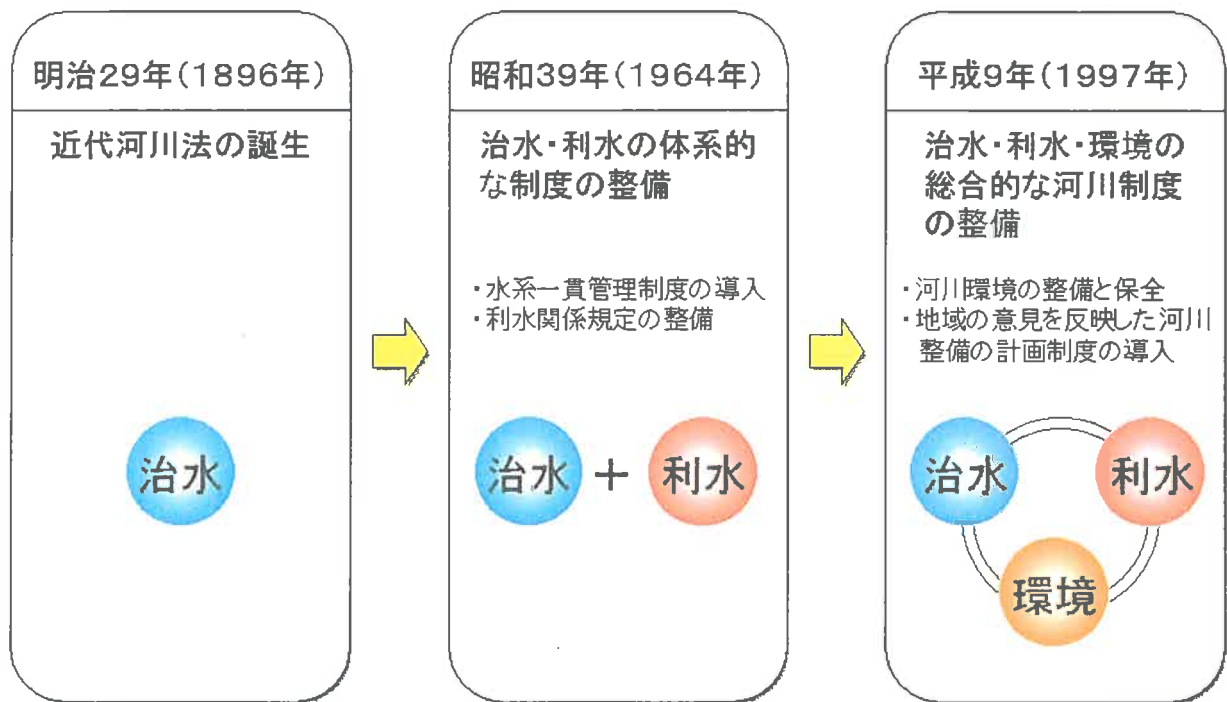 明治29年(1896年)
近代河川法の誕生
治水
昭和39年(1964年)
治水・利水の体系的
な制度の整備
・水系一貫管理制度の導入
・利水関係規定の整備
治水 + 利水
平成9年(1997年)
治水・利水・環境の
総合的な河川制度
の整備
・河川環境の整備と保全
・地域の意見を反映した河川
整備の計画制度の導入
治水 利水
環境